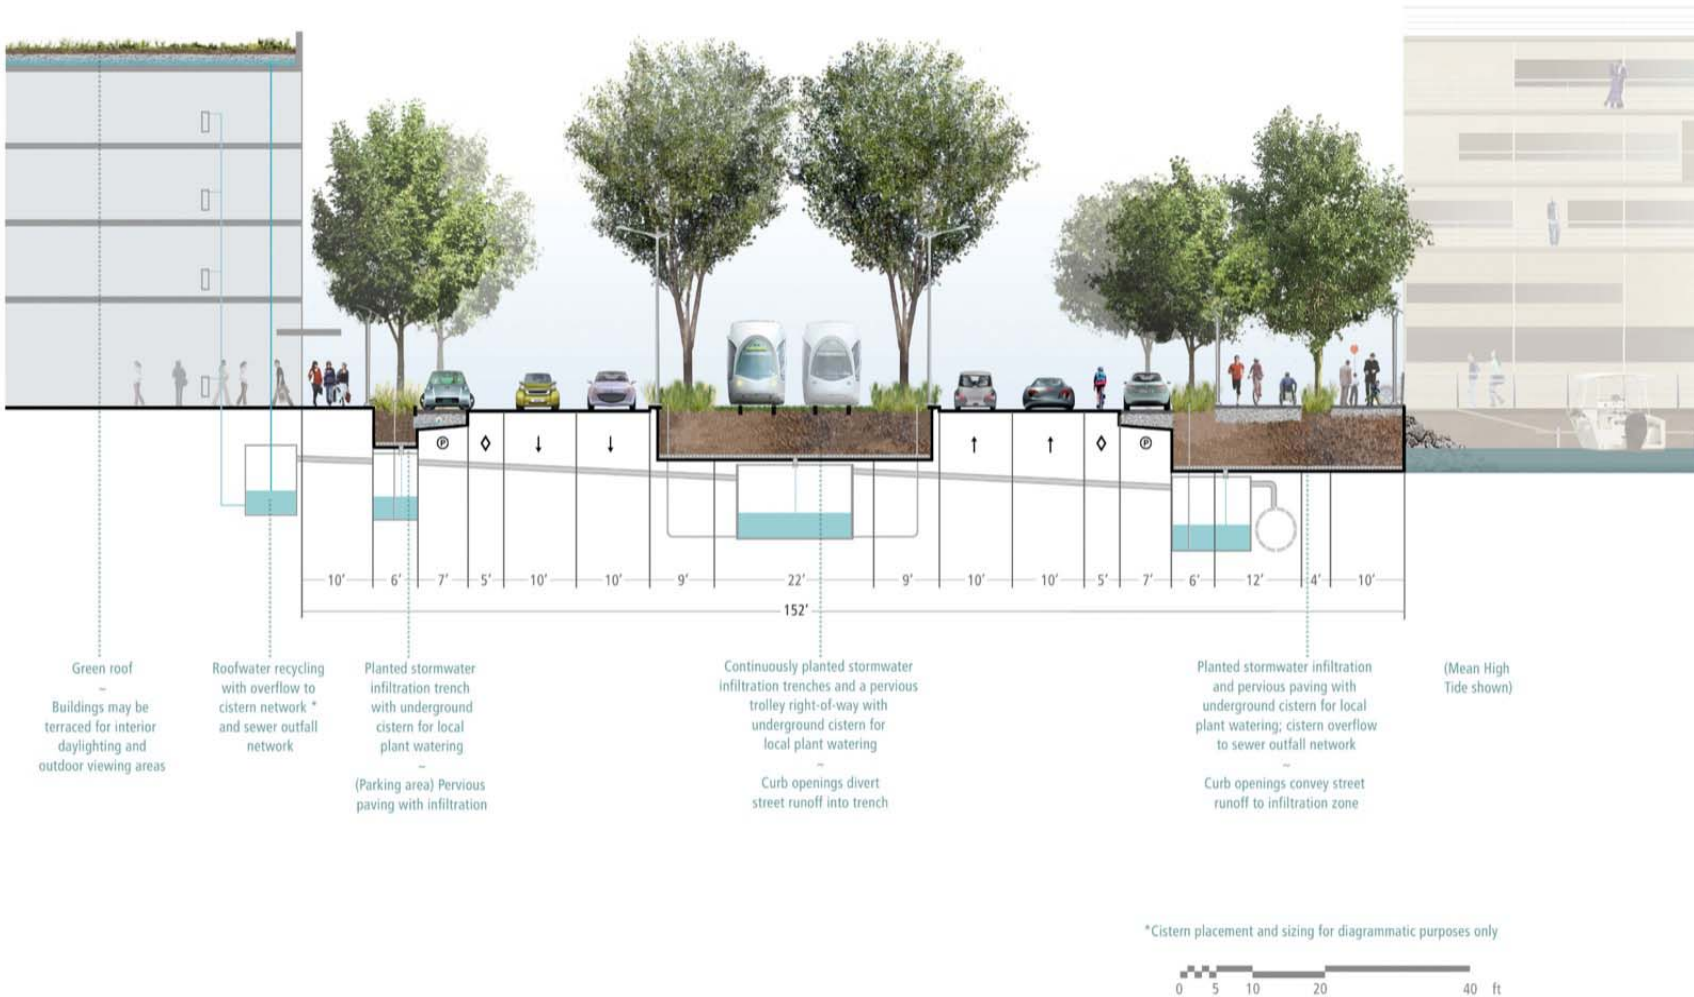 Ⓟ
◊
↓
↓
↑
↑
◊
Ⓟ
10'
6'
7'
5'
10'
10'
9'
22'
9'
10'
10'
5'
7'
6'
12'
4'
10'
152'
Green roof
~
Buildings may be
terraced for interior
daylighting and
outdoor viewing areas
Roofwater recycling
with overflow to
cistern network *
and sewer outfall
network
Planted stormwater
infiltration trench
with underground
cistern for local
plant watering
~
(Parking area) Pervious
paving with infiltration
Continuously planted stormwater
infiltration trenches and a pervious
trolley right-of-way with
underground cistern for
local plant watering
~
Curb openings divert
street runoff into trench
Planted stormwater infiltration
and pervious paving with
underground cistern for local
plant watering; cistern overflow
to sewer outfall network
~
Curb openings convey street
runoff to infiltration zone
(Mean High
Tide shown)
*Cistern placement and sizing for diagrammatic purposes only
0 5 10 20 40 ft